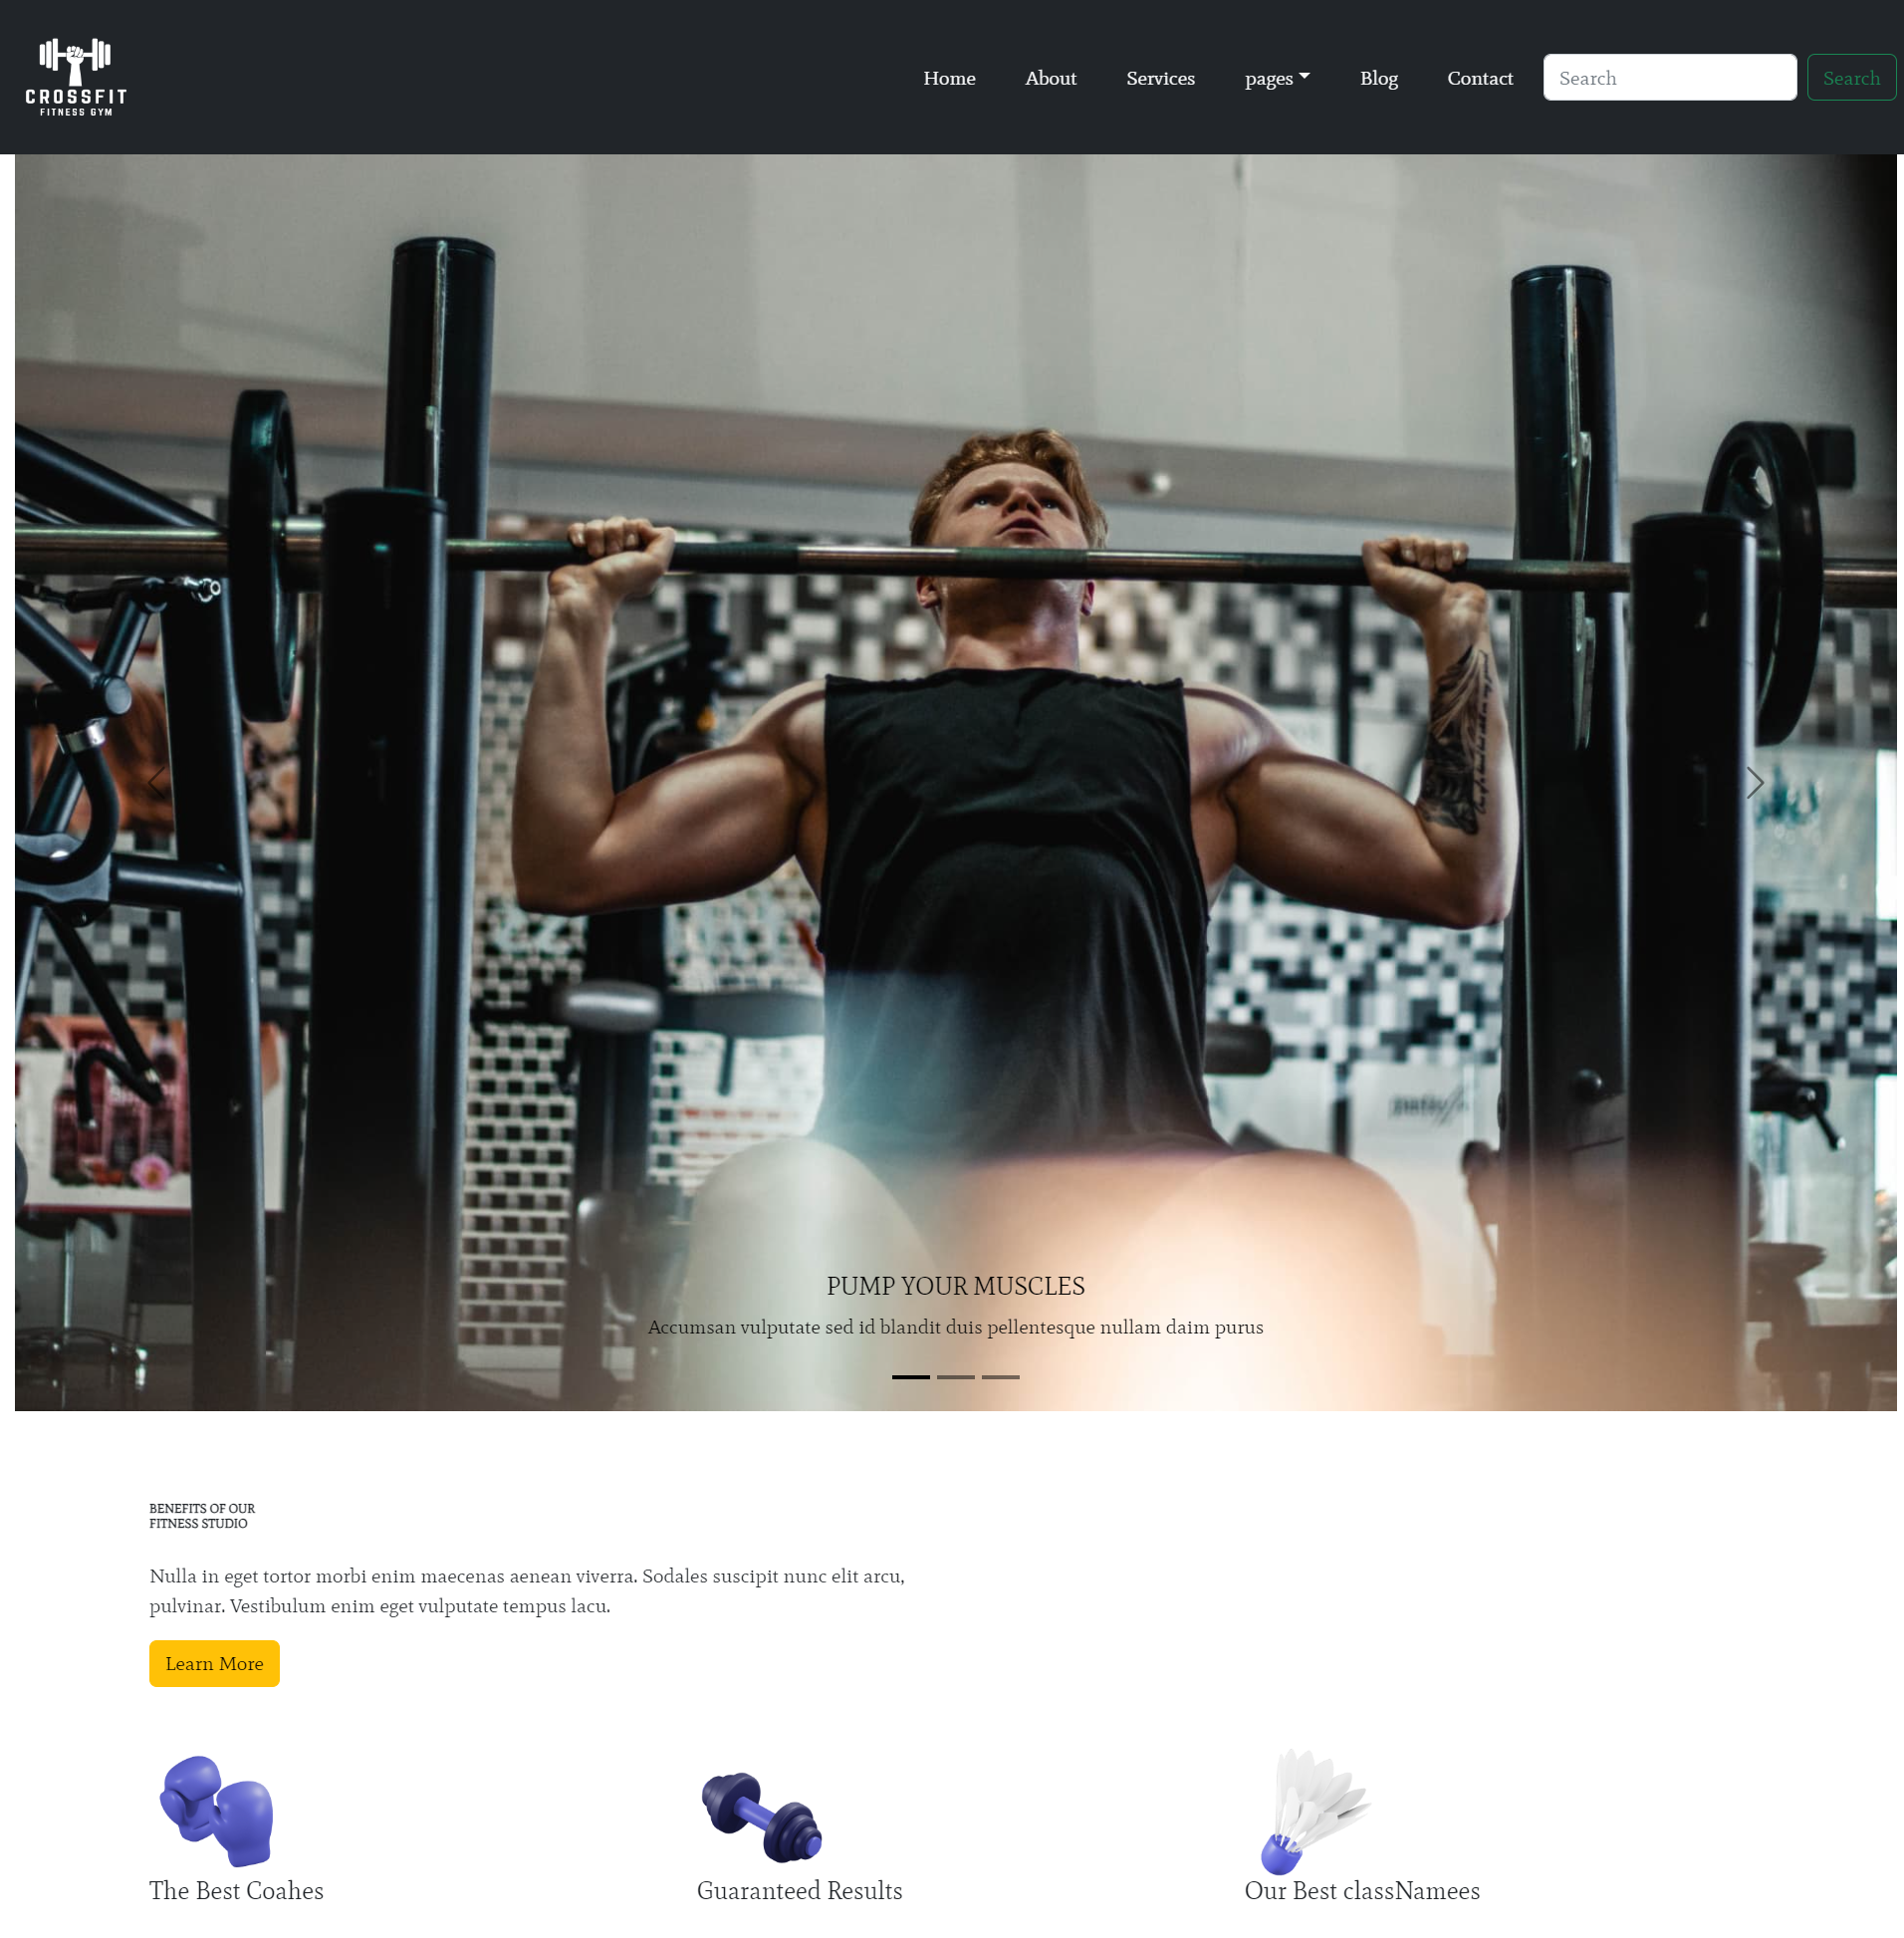 CROSSFIT
FITNESS GYM
Home About Services pages Blog Contact Search Search
PUMP YOUR MUSCLES
Accumsan vulputate sed id blandit duis pellentesque nullam daim purus
BENEFITS OF OUR
FITNESS STUDIO
Nulla in eget tortor morbi enim maecenas aenean viverra. Sodales suscipit nunc elit arcu,
pulvinar. Vestibulum enim eget vulputate tempus lacu.
Learn More
The Best Coahes
Guaranteed Results
Our Best classNamees